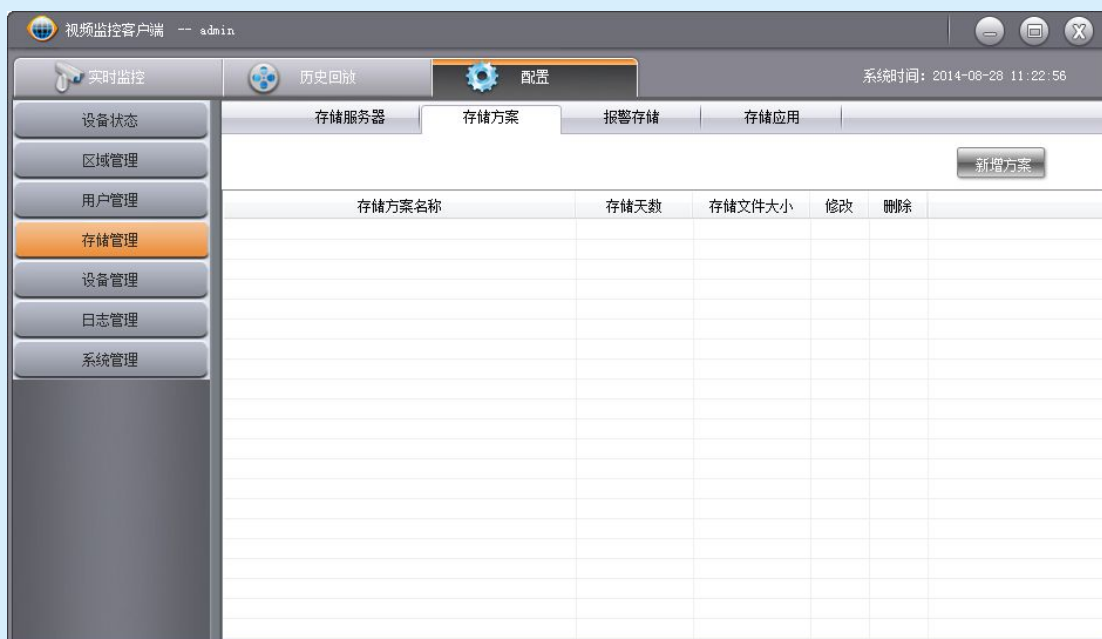 视频监控客户端 -- admin
实时监控 历史回放 配置 系统时间: 2014-08-28 11:22:56
存储服务器 存储方案 报警存储 存储应用
新增方案
存储方案名称 存储天数 存储文件大小 修改 删除
设备状态
区域管理
用户管理
存储管理
设备管理
日志管理
系统管理